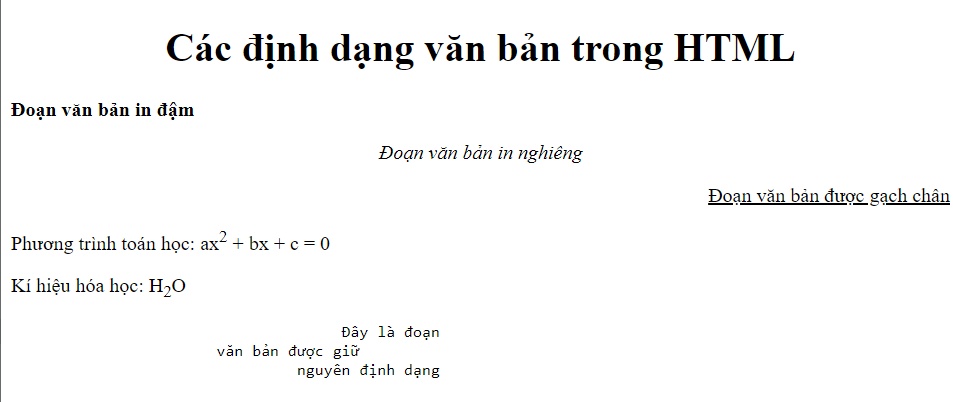 Các định dạng văn bản trong HTML
Đoạn văn bản in đậm
Đoạn văn bản in nghiêng
Đoạn văn bản được gạch chân
Phương trình toán học: ax² + bx + c = 0
Kí hiệu hóa học: H₂O
Đây là đoạn
văn bản được giữ
nguyên định dạng